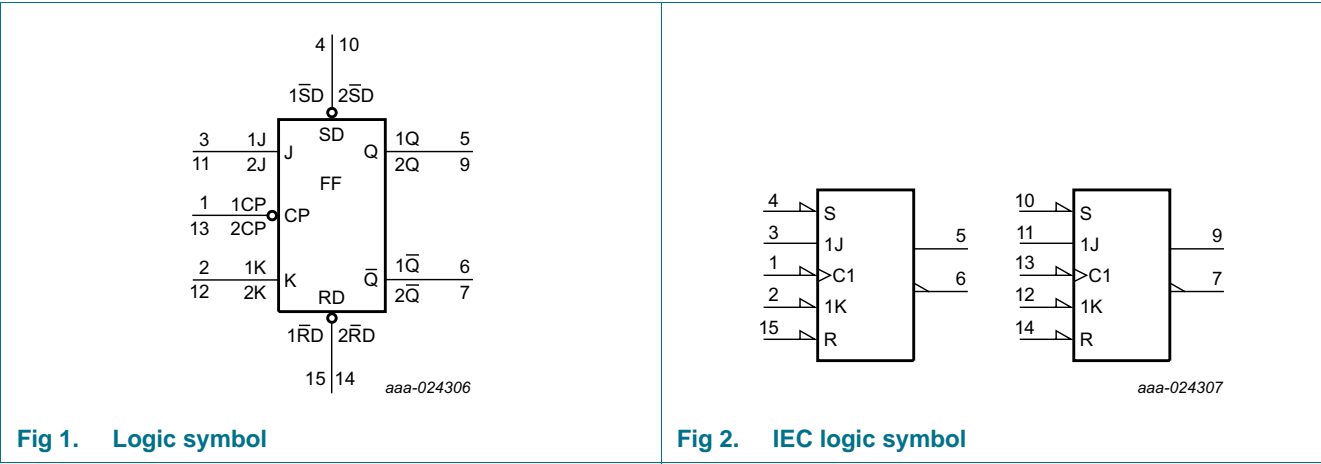 4 10
1S̅D 2S̅D
SD
3 1J J Q 1Q 5
11 2J 2Q 9
FF
1 1CP CP
13 2CP
2 1K K Q̅ 1Q̅ 6
12 2K 2Q̅ 7
RD
1R̅D 2R̅D
15 14
aaa-024306
Fig 1. Logic symbol
4 S
3 1J 5
1 C1 6
2 1K
15 R
10 S
11 1J 9
13 C1 7
12 1K
14 R
aaa-024307
Fig 2. IEC logic symbol